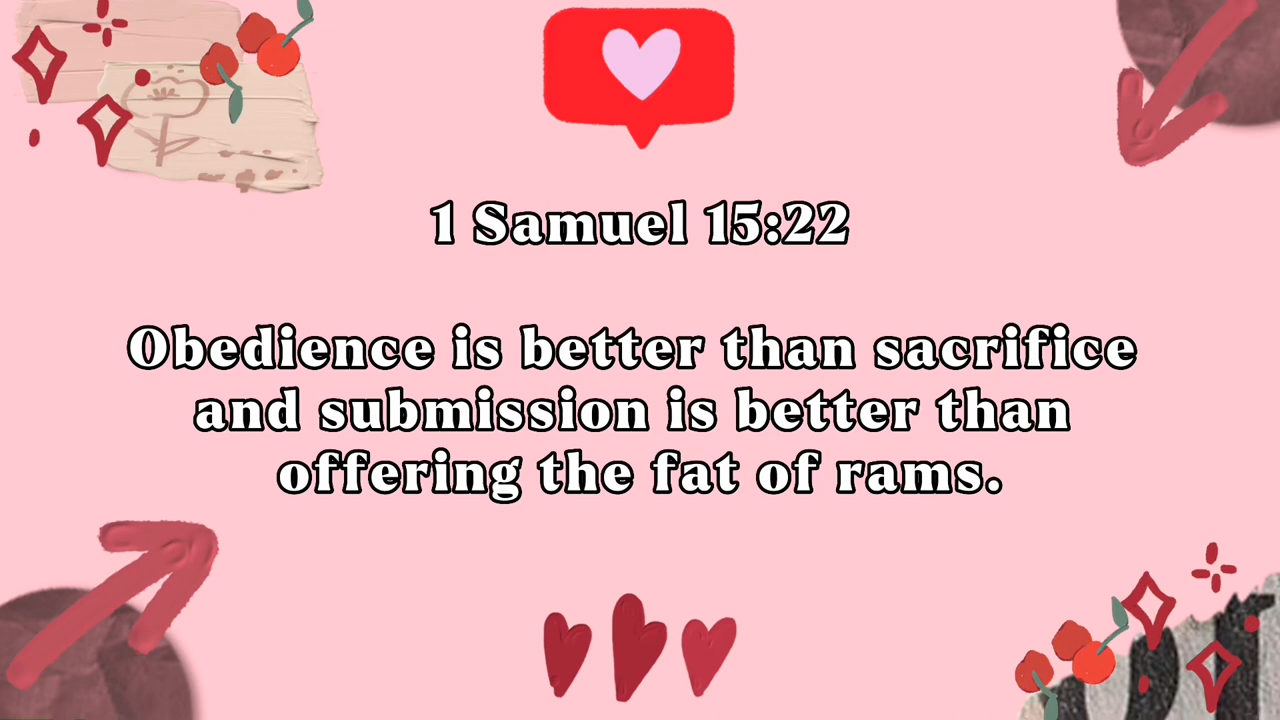 1 Samuel 15:22
Obedience is better than sacrifice
and submission is better than
offering the fat of rams.